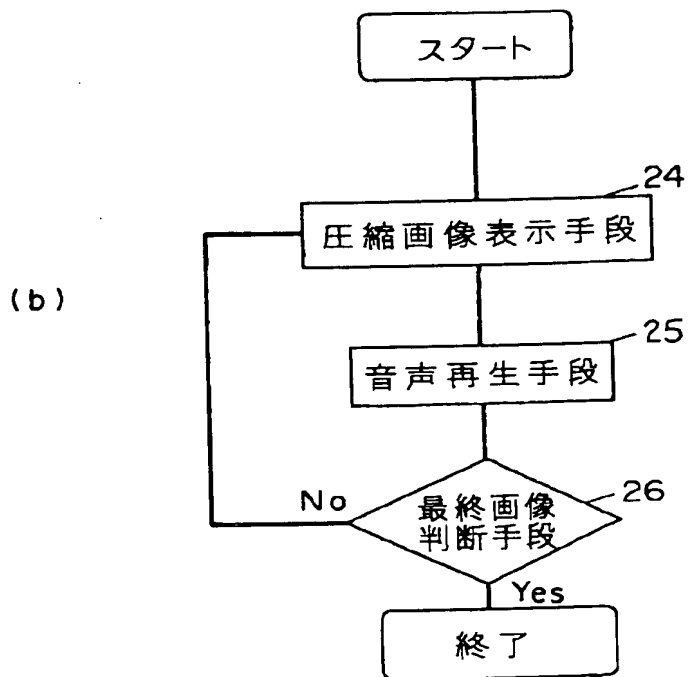 スタート
24
圧縮画像表示手段
(b)
25
音声再生手段
No
26
最終画像
判断手段
Yes
終了